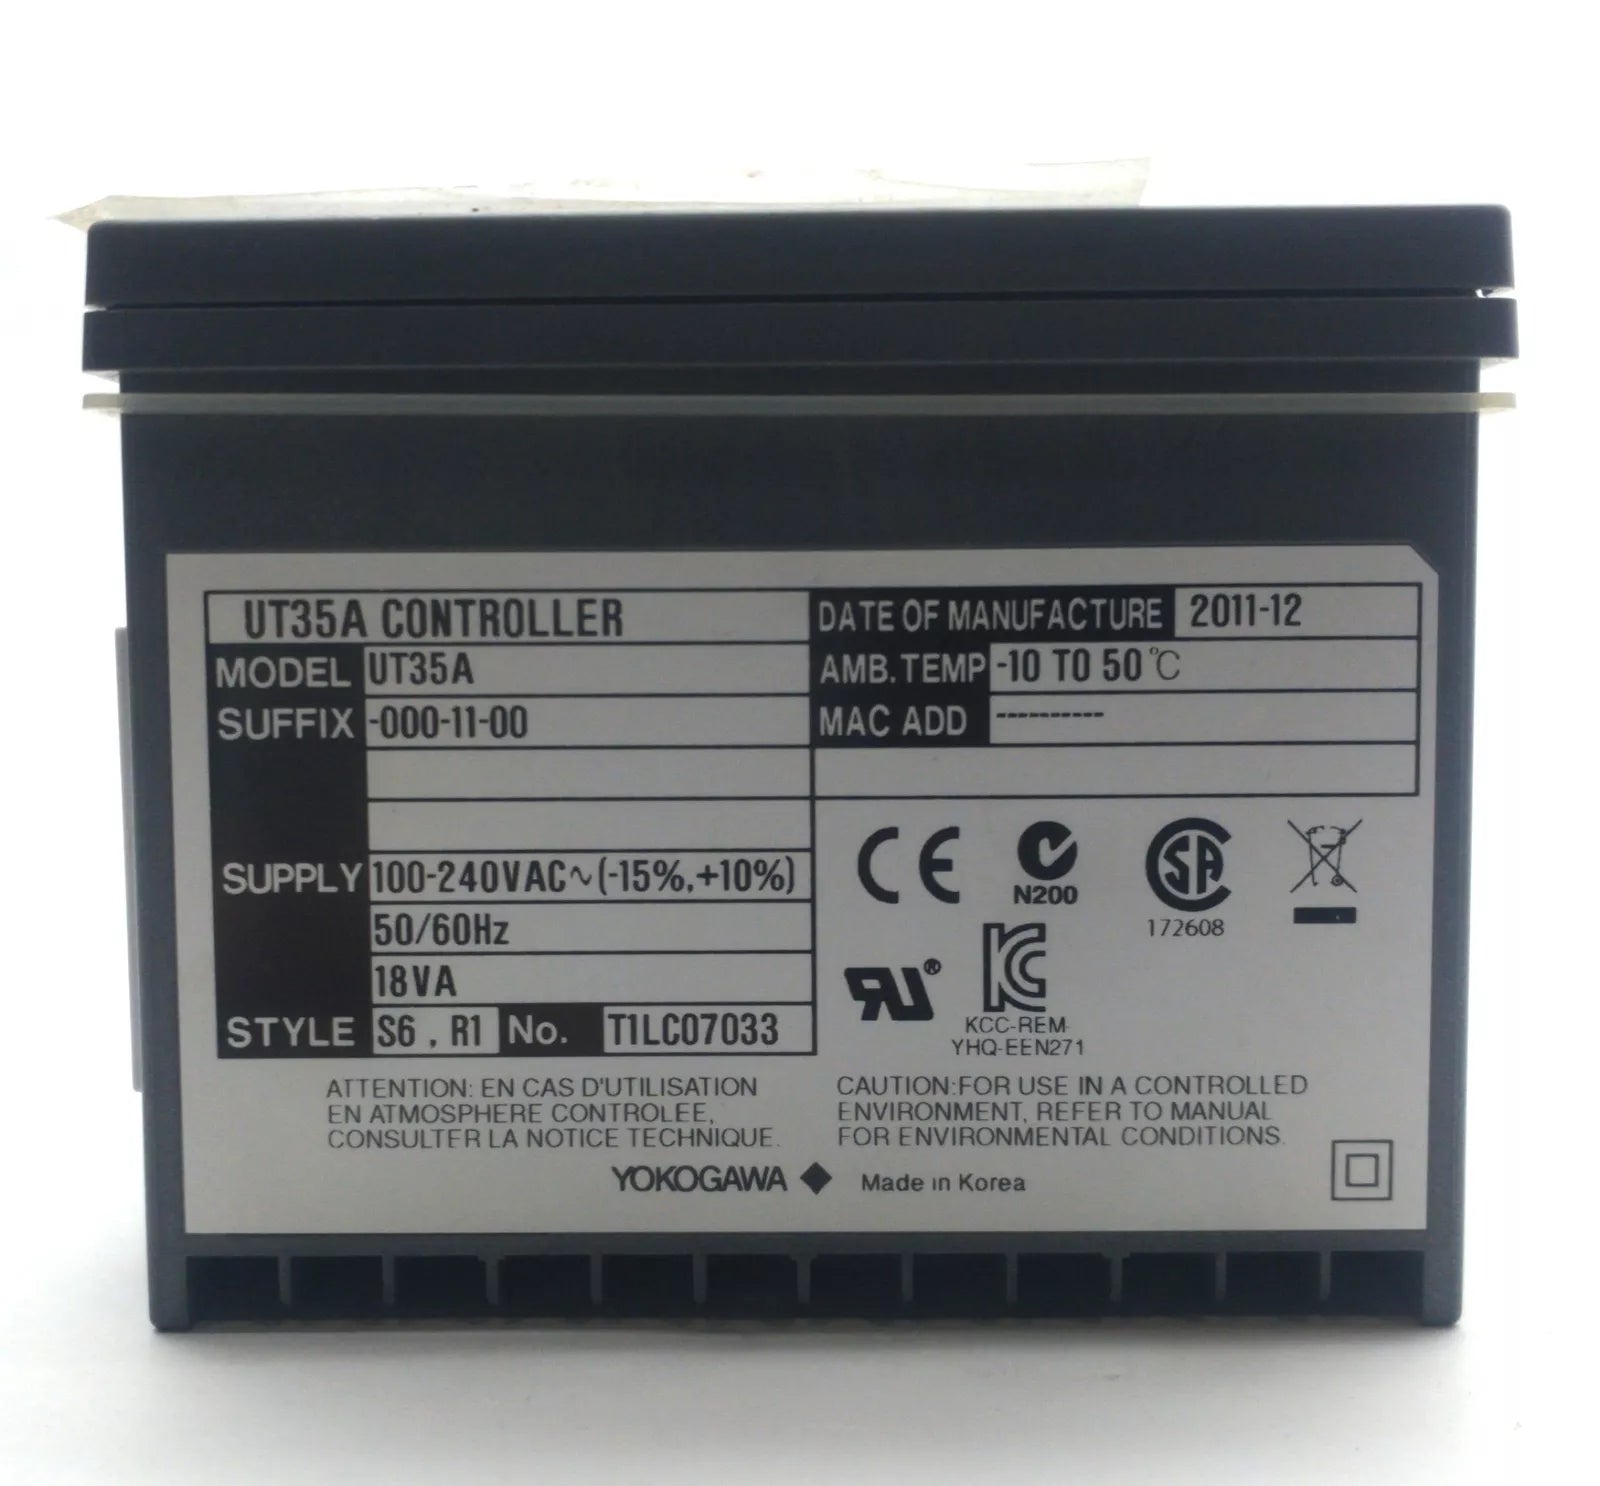 UT35A CONTROLLER
MODEL UT35A
SUFFIX -000-11-00
SUPPLY 100-240VAC~(-15%,+10%)
50/60Hz
18VA
STYLE S6 , R1 No. T1LC07033
DATE OF MANUFACTURE 2011-12
AMB.TEMP -10 TO 50℃
MAC ADD ----------
CE
N200
SA
172608
RU®
KC
KCC-REM-
YHQ-EEN271
ATTENTION: EN CAS D'UTILISATION
EN ATMOSPHERE CONTROLEE,
CONSULTER LA NOTICE TECHNIQUE.
CAUTION:FOR USE IN A CONTROLLED
ENVIRONMENT, REFER TO MANUAL
FOR ENVIRONMENTAL CONDITIONS.
YOKOGAWA ◆ Made in Korea